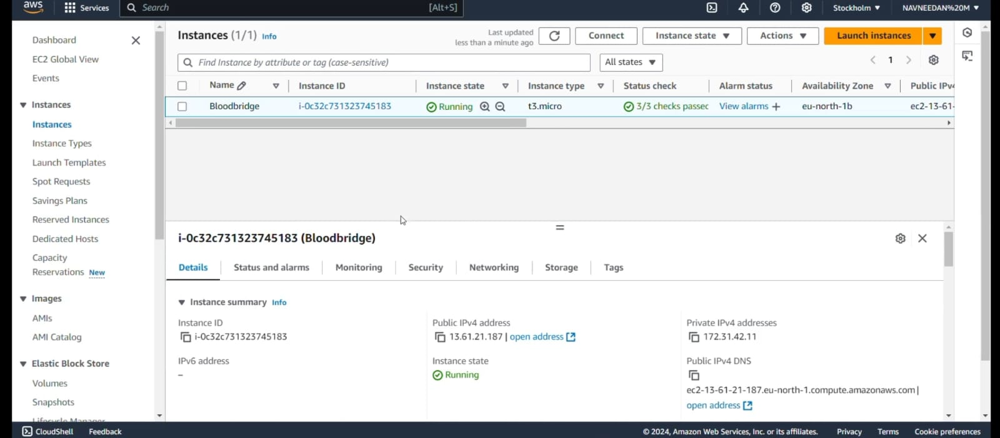 aws Services Search [Alt+S] Stockholm NAVNEEDAN%20M
Dashboard
EC2 Global View
Events
Instances
Instances
Instance Types
Launch Templates
Spot Requests
Savings Plans
Reserved Instances
Dedicated Hosts
Capacity
Reservations New
Images
AMIs
AMI Catalog
Elastic Block Store
Volumes
Snapshots
Lifecycle Manager
Instances (1/1) Info
Last updated
less than a minute ago
Connect Instance state Actions Launch instances
Find Instance by attribute or tag (case-sensitive) All states 1
Name Instance ID Instance state Instance type Status check Alarm status Availability Zone Public IPv4
Bloodbridge i-0c32c731323745183 Running t3.micro 3/3 checks passec View alarms + eu-north-1b ec2-13-61-
i-0c32c731323745183 (Bloodbridge)
Details Status and alarms Monitoring Security Networking Storage Tags
Instance summary Info
Instance ID
i-0c32c731323745183
Public IPv4 address
13.61.21.187 | open address
Private IPv4 addresses
172.31.42.11
IPv6 address
–
Instance state
Running
Public IPv4 DNS
ec2-13-61-21-187.eu-north-1.compute.amazonaws.com |
open address
CloudShell Feedback © 2024, Amazon Web Services, Inc. or its affiliates. Privacy Terms Cookie preferences